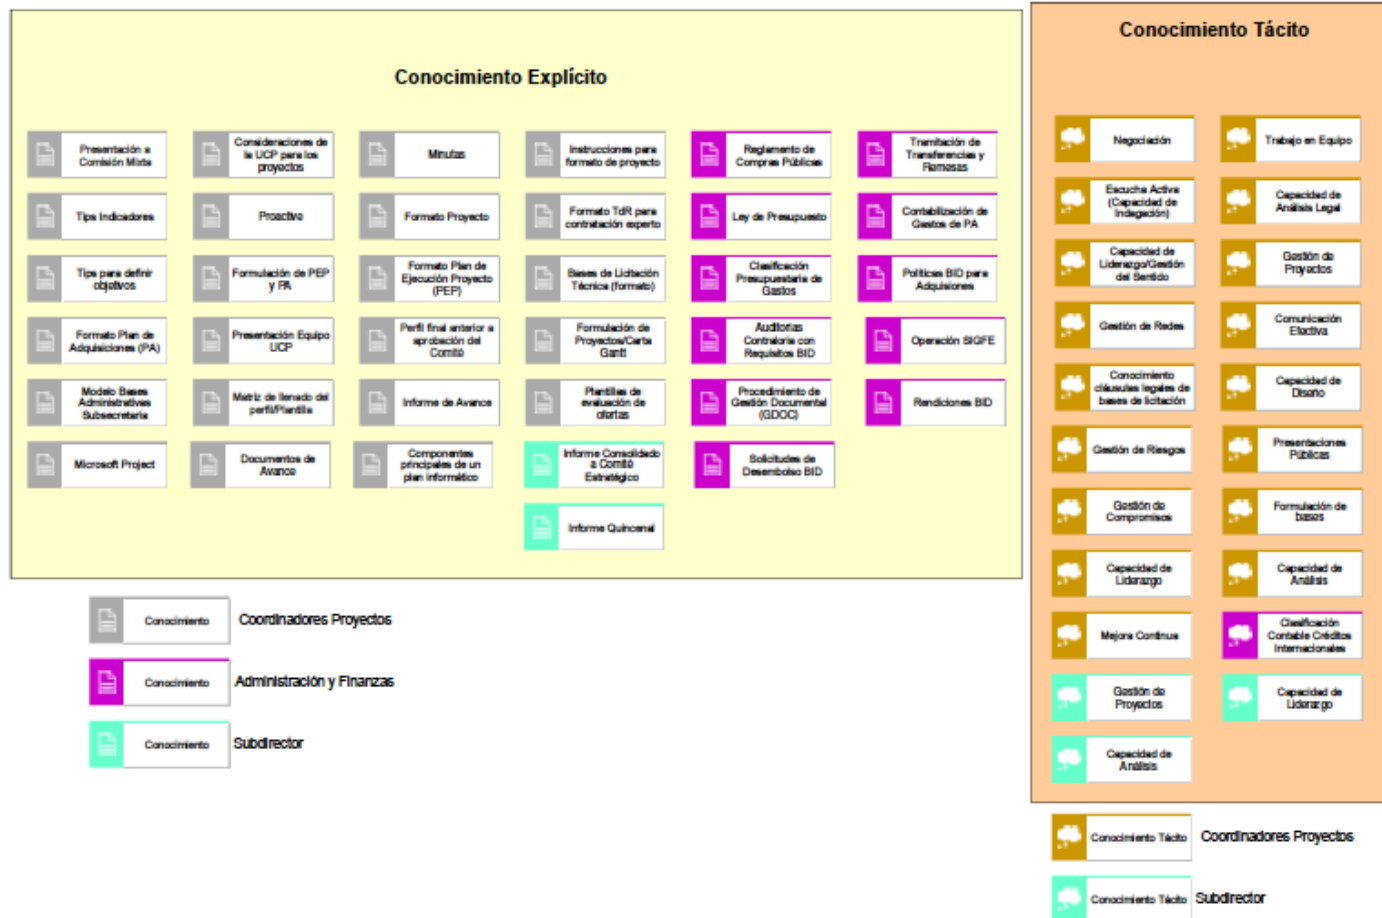 Conocimiento Explícito
Presentación a
Comisión Mixta
Consideraciones de
la UCP para los
proyectos
Minutas
Instrucciones para
formato de proyecto
Reglamento de
Compras Públicas
Tramitación de
Transferencias y
Remesas
Tips Indicadores
Proactive
Formato Proyecto
Formato TdR para
contratación experto
Ley de Presupuesto
Contabilización de
Gastos de PA
Tips para definir
objetivos
Formulación de PEP
y PA
Formato Plan de
Ejecución Proyecto
(PEP)
Bases de Licitación
Técnica (formato)
Clasificación
Presupuestaria de
Gastos
Políticas BID para
Adquisiones
Formato Plan de
Adquisiciones (PA)
Presentación Equipo
UCP
Perfil final anterior a
aprobación del
Comité
Formulación de
Proyectos/Carta
Gantt
Auditorias
Contraloría con
Requisitos BID
Operación SIGFE
Modelo Bases
Administrativas
Subsecretaria
Matriz de llenado del
perfil/Plantilla
Informe de Avance
Plantillas de
evaluación de
ofertas
Procedimiento de
Gestión Documental
(GDOC)
Rendiciones BID
Microsoft Project
Documentos de
Avance
Componentes
principales de un
plan informático
Informe Consolidado
a Comité
Estratégico
Solicitudes de
Desembolso BID
Informe Quincenal
Conocimiento
Coordinadores Proyectos
Conocimiento
Administración y Finanzas
Conocimiento
Subdirector
Conocimiento Tácito
Negociación
Trabajo en Equipo
Escucha Activa
(Capacidad de
Indagación)
Capacidad de
Análisis Legal
Capacidad de
Liderazgo/Gestión
del Sentido
Gestión de
Proyectos
Gestión de Redes
Comunicación
Efectiva
Conocimiento
cláusulas legales de
bases de licitación
Capacidad de
Diseño
Gestión de Riesgos
Presentaciones
Públicas
Gestión de
Compromisos
Formulación de
bases
Capacidad de
Liderazgo
Capacidad de
Análisis
Mejora Continua
Clasificación
Contable Créditos
Internacionales
Gestión de
Proyectos
Capacidad de
Liderazgo
Capacidad de
Análisis
Conocimiento Tácito
Coordinadores Proyectos
Conocimiento Tácito
Subdirector